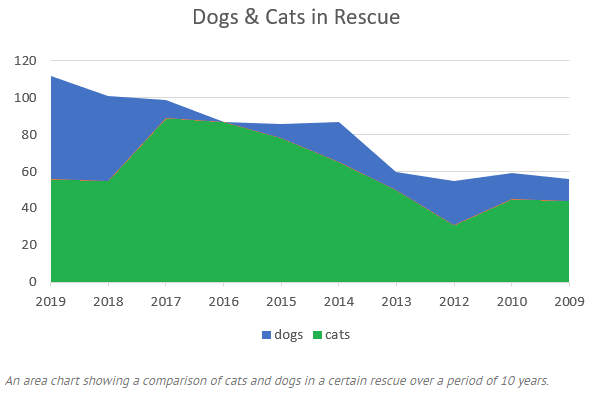 Dogs & Cats in Rescue
120
100
80
60
40
20
0
2019 2018 2017 2016 2015 2014 2013 2012 2010 2009
dogs cats
An area chart showing a comparison of cats and dogs in a certain rescue over a period of 10 years.